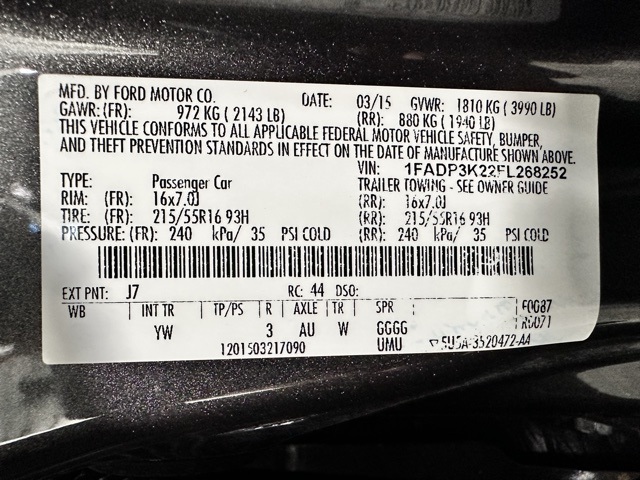 MFD. BY FORD MOTOR CO. DATE: 03/15 GVWR: 1810 KG ( 3990 LB)
GAWR: (FR): 972 KG ( 2143 LB) (RR): 880 KG ( 1940 LB)
THIS VEHICLE CONFORMS TO ALL APPLICABLE FEDERAL MOTOR VEHICLE SAFETY, BUMPER,
AND THEFT PREVENTION STANDARDS IN EFFECT ON THE DATE OF MANUFACTURE SHOWN ABOVE.
VIN: 1FADP3K22FL268252
TYPE: Passenger Car TRAILER TOWING - SEE OWNER GUIDE
RIM: (FR): 16x7.0J (RR): 16x7.0J
TIRE: (FR): 215/55R16 93H (RR): 215/55R16 93H
PRESSURE: (FR): 240 kPa/ 35 PSI COLD (RR): 240 kPa/ 35 PSI COLD
EXT PNT: J7 RC: 44 DSO:
WB INT TR TP/PS R AXLE TR SPR F0087
YW 3 AU W GGGG R0071
1201503217090 UMU 5U5A-3520472-AA